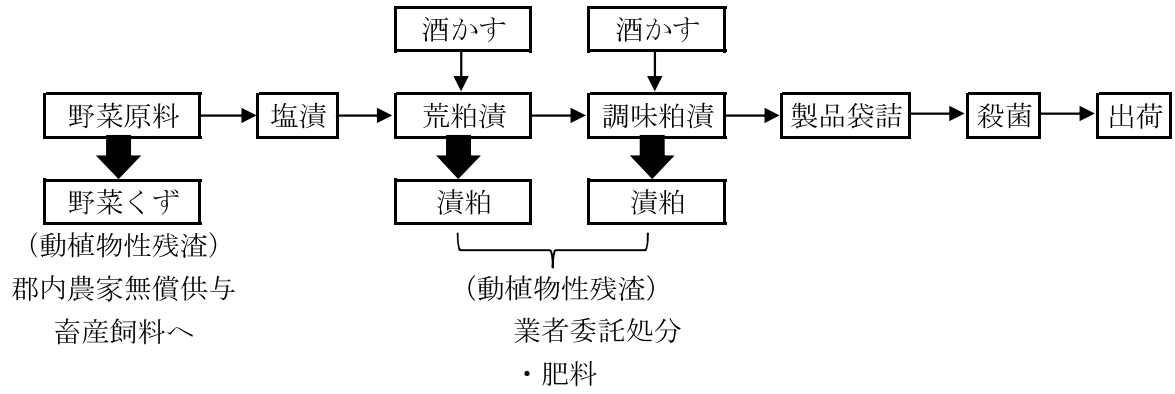 酒かす
酒かす
野菜原料
塩漬
荒粕漬
調味粕漬
製品袋詰
殺菌
出荷
野菜くず
漬粕
漬粕
（動植物性残渣）
郡内農家無償供与
畜産飼料へ
（動植物性残渣）
業者委託処分
・肥料